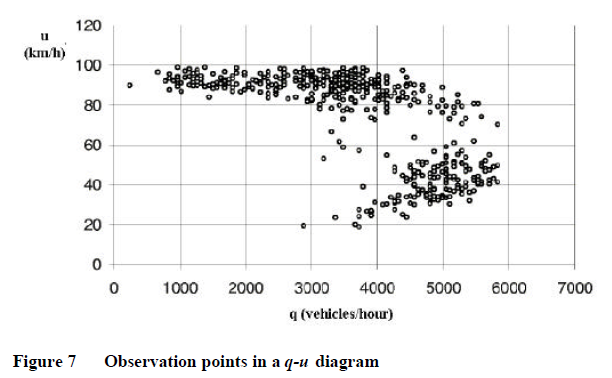 u
(km/h)
120
100
80
60
40
20
0
0 1000 2000 3000 4000 5000 6000 7000
q (vehicles/hour)
Figure 7 Observation points in a q-u diagram